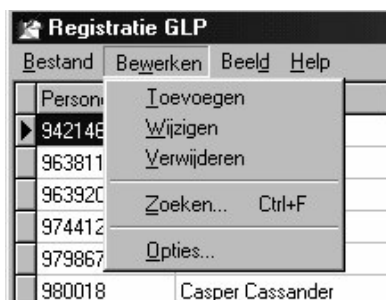 Registratie GLP
Bestand Bewerken Beeld Help
Person
Toevoegen
942146
Wijzigen
963811
Verwijderen
963920
Zoeken... Ctrl+F
974412
Opties...
979867
980018 Casper Cassander